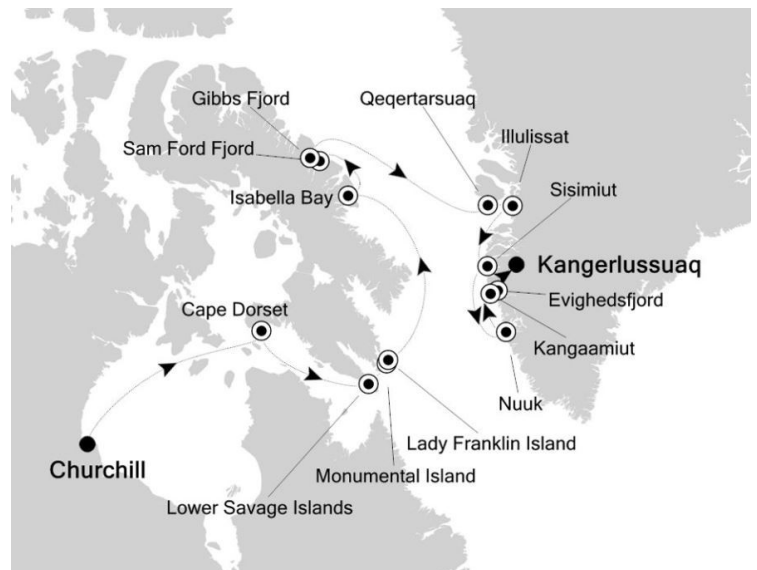 Gibbs Fjord
Qeqertarsuaq
Illulissat
Sam Ford Fjord
Sisimiut
Isabella Bay
Kangerlussuaq
Evighedsfjord
Cape Dorset
Kangaamiut
Nuuk
Lady Franklin Island
Churchill
Monumental Island
Lower Savage Islands